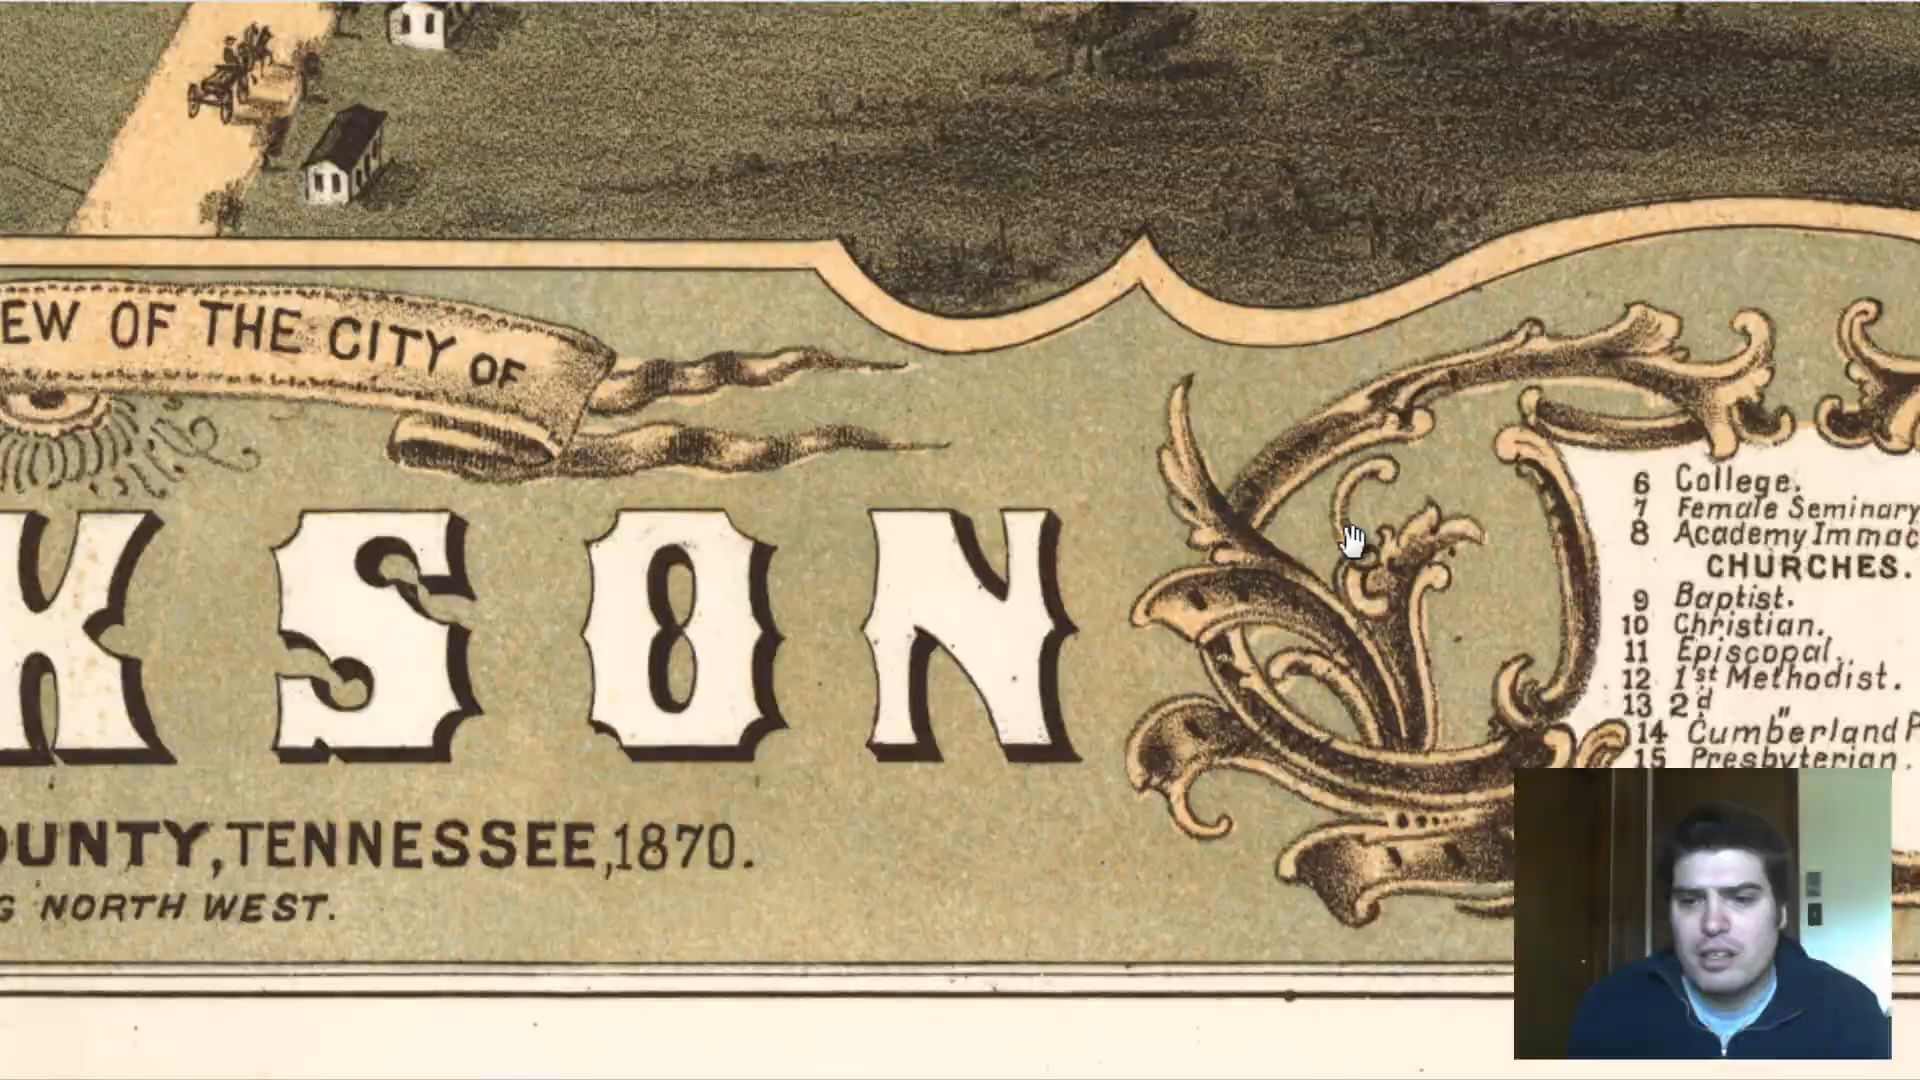 EW OF THE CITY OF
KSON
OUNTY, TENNESSEE, 1870.
G NORTH WEST.
6 College.
7 Female Seminary
8 Academy Immac
CHURCHES.
9 Baptist.
10 Christian.
11 Episcopal.
12 1st Methodist.
13 2d "
14 Cumberland P
15 Presbyterian.